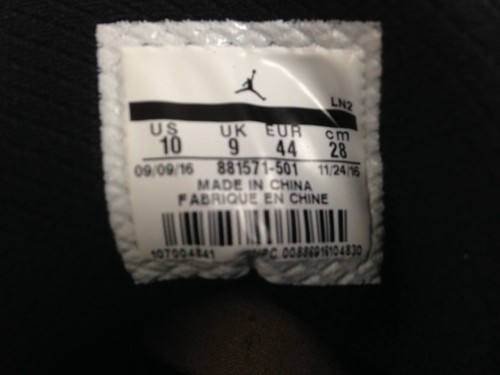 LN2
US UK EUR cm
10 9 44 28
09/09/16 881571-501 11/24/16
MADE IN CHINA
FABRIQUE EN CHINE
107004841 UPC 00886916104830